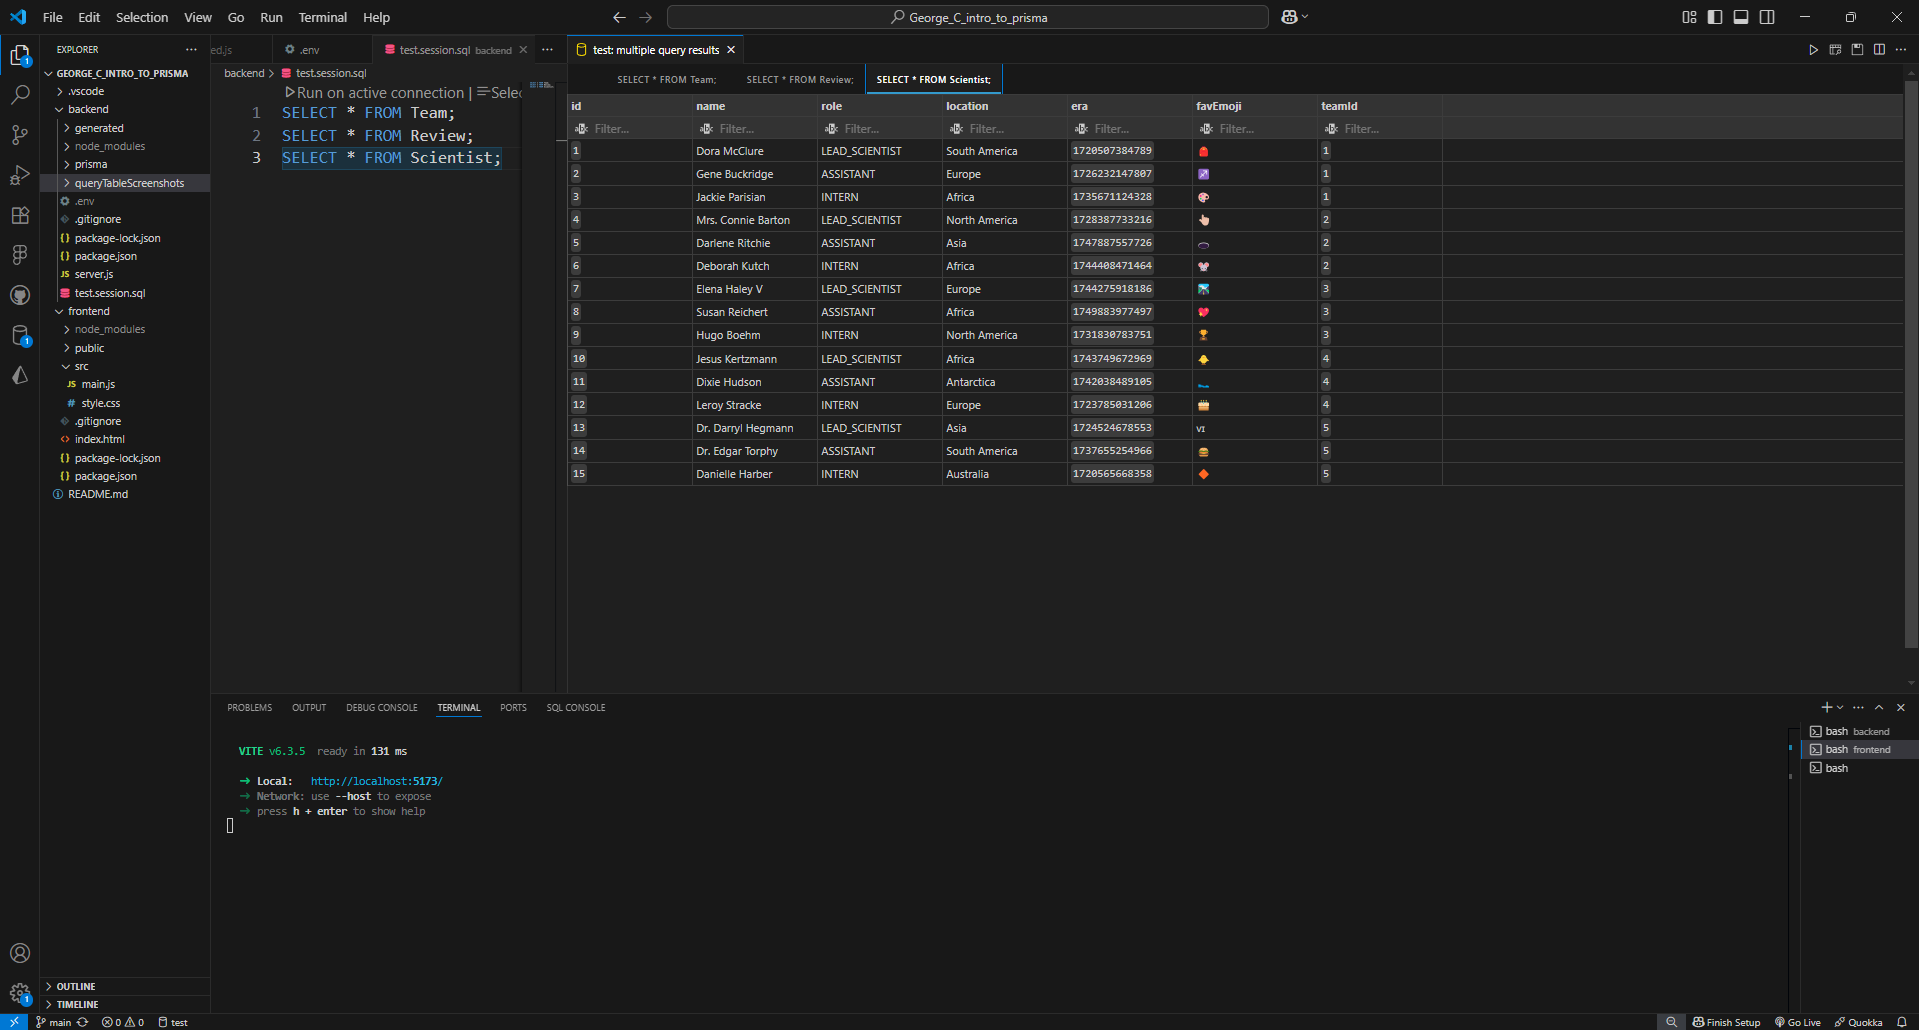 File Edit Selection View Go Run Terminal Help
George_C_intro_to_prisma
EXPLORER
GEORGE_C_INTRO_TO_PRISMA
.vscode
backend
generated
node_modules
prisma
queryTableScreenshots
.env
.gitignore
package-lock.json
package.json
server.js
test.session.sql
frontend
node_modules
public
src
main.js
style.css
.gitignore
index.html
package-lock.json
package.json
README.md
OUTLINE
TIMELINE
ed.js .env test.session.sql backend
backend > test.session.sql
Run on active connection | Selec
1 SELECT * FROM Team;
2 SELECT * FROM Review;
3 SELECT * FROM Scientist;
test: multiple query results
SELECT * FROM Team; SELECT * FROM Review; SELECT * FROM Scientist;
id name role location era favEmoji teamId
Filter... Filter... Filter... Filter... Filter... Filter... Filter...
1 Dora McClure LEAD_SCIENTIST South America 1720507384789 1
2 Gene Buckridge ASSISTANT Europe 1726232147807 ♐ 1
3 Jackie Parisian INTERN Africa 1735671124328 🎨 1
4 Mrs. Connie Barton LEAD_SCIENTIST North America 1728387733216 2
5 Darlene Ritchie ASSISTANT Asia 1747887557726 2
6 Deborah Kutch INTERN Africa 1744408471464 🐭 2
7 Elena Haley V LEAD_SCIENTIST Europe 1744275918186 3
8 Susan Reichert ASSISTANT Africa 1749883977497 💖 3
9 Hugo Boehm INTERN North America 1731830783751 🏆 3
10 Jesus Kertzmann LEAD_SCIENTIST Africa 1743749672969 4
11 Dixie Hudson ASSISTANT Antarctica 1742038489105 4
12 Leroy Stracke INTERN Europe 1723785031206 🎂 4
13 Dr. Darryl Hegmann LEAD_SCIENTIST Asia 1724524678553 VI 5
14 Dr. Edgar Torphy ASSISTANT South America 1737655254966 🍔 5
15 Danielle Harber INTERN Australia 1720565668358 🔶 5
PROBLEMS OUTPUT DEBUG CONSOLE TERMINAL PORTS SQL CONSOLE
VITE v6.3.5 ready in 131 ms
➜ Local: http://localhost:5173/
➜ Network: use --host to expose
➜ press h + enter to show help
bash backend
bash frontend
bash
main 0 0 test
Finish Setup Go Live Quokka